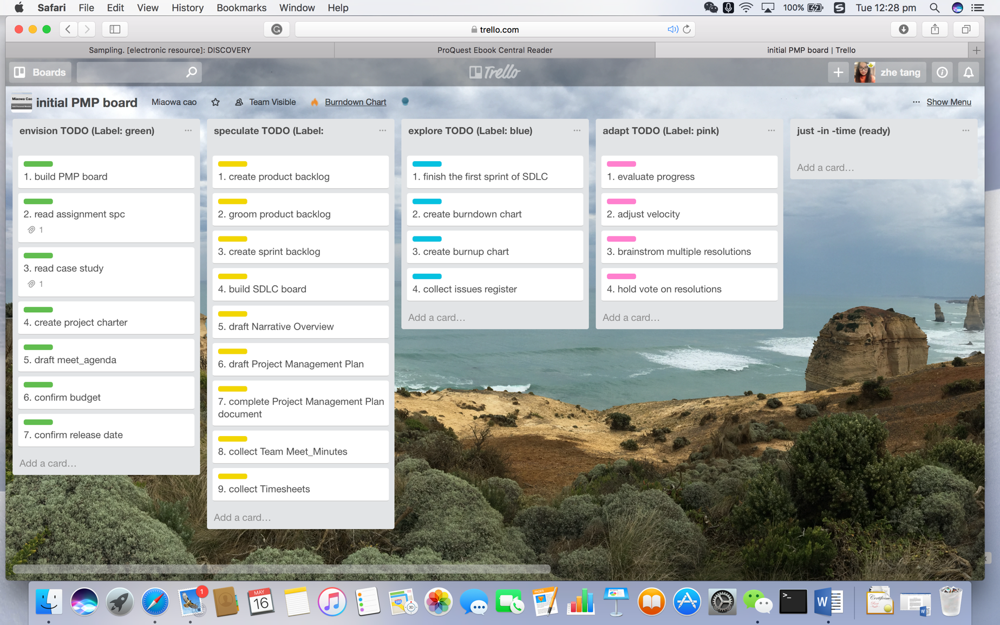 Safari File Edit View History Bookmarks Window Help
100% Tue 12:28 pm
trello.com
Sampling. [electronic resource]: DISCOVERY
ProQuest Ebook Central Reader
initial PMP board | Trello
Boards
Trello
zhe tang
Miaowa Cao
initial PMP board
Miaowa cao
Team Visible
Burndown Chart
... Show Menu
envision TODO (Label: green)
1. build PMP board
2. read assignment spc
1
3. read case study
1
4. create project charter
5. draft meet_agenda
6. confirm budget
7. confirm release date
Add a card…
speculate TODO (Label:
1. create product backlog
2. groom product backlog
3. create sprint backlog
4. build SDLC board
5. draft Narrative Overview
6. draft Project Management Plan
7. complete Project Management Plan
document
8. collect Team Meet_Minutes
9. collect Timesheets
Add a card…
explore TODO (Label: blue)
1. finish the first sprint of SDLC
2. create burndown chart
3. create burnup chart
4. collect issues register
Add a card…
adapt TODO (Label: pink)
1. evaluate progress
2. adjust velocity
3. brainstrom multiple resolutions
4. hold vote on resolutions
Add a card…
just -in -time (ready)
Add a card…
1
MAY
16
3D
PAGES
>_
W
W